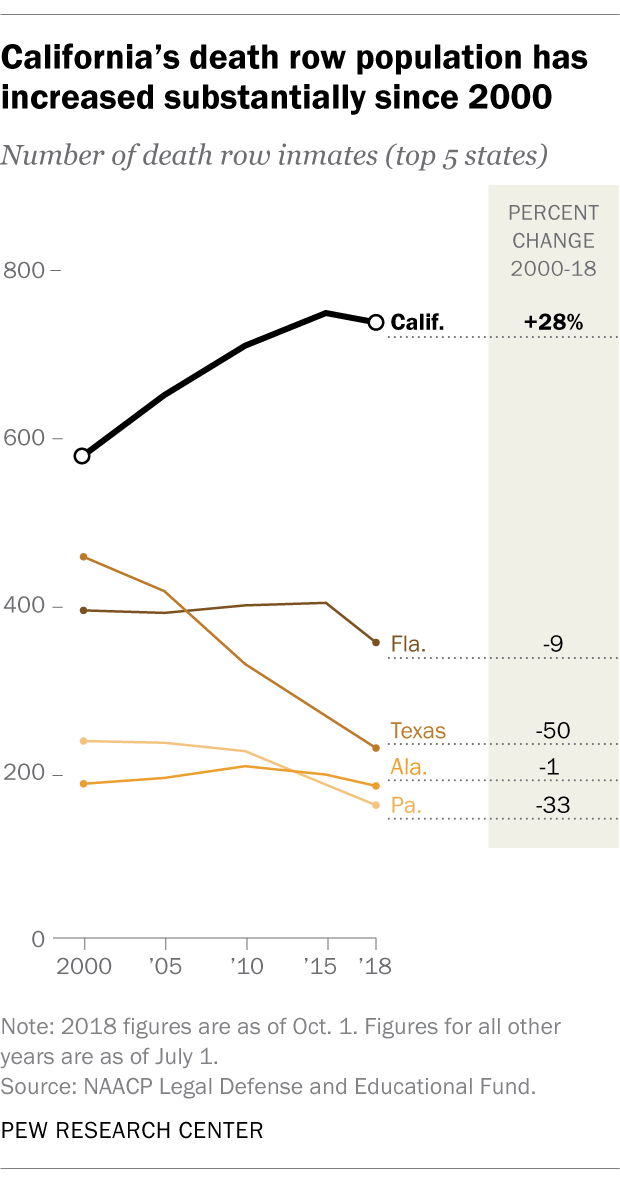 California’s death row population has
increased substantially since 2000
Number of death row inmates (top 5 states)
PERCENT
CHANGE
2000-18
800
Calif. +28%
600
400
Fla. -9
Texas -50
Ala. -1
200
Pa. -33
0
2000 ’05 ’10 ’15 ’18
Note: 2018 figures are as of Oct. 1. Figures for all other
years are as of July 1.
Source: NAACP Legal Defense and Educational Fund.
PEW RESEARCH CENTER